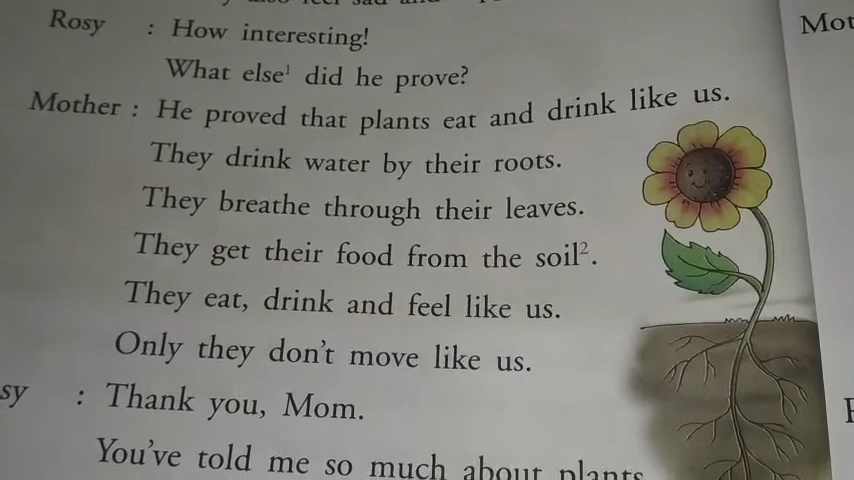 Rosy : How interesting!
What else¹ did he prove?
Mother : He proved that plants eat and drink like us.
They drink water by their roots.
They breathe through their leaves.
They get their food from the soil².
They eat, drink and feel like us.
Only they don't move like us.
sy : Thank you, Mom.
You've told me so much about plants
Mot